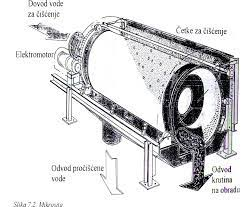 Dovod vode
za čišćenje
Četke za čišćenje
Elektromotor
Odvod pročišćene
vode
Odvod
krutina
na obradu
Slika 7.2. Mikrosito